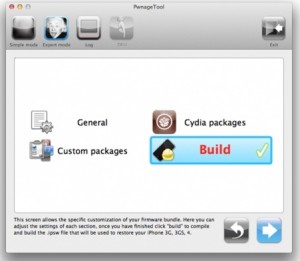 PwnageTool
Simple mode
Expert mode
Log
Exit
General
Cydia packages
Custom packages
Build
This screen allows the specific customization of your firmware bundle. Here you can
adjust the settings of each section, once you have finished click "build" to compile
and build the .ipsw file that will be used to restore your iPhone 3G, 3GS, 4.